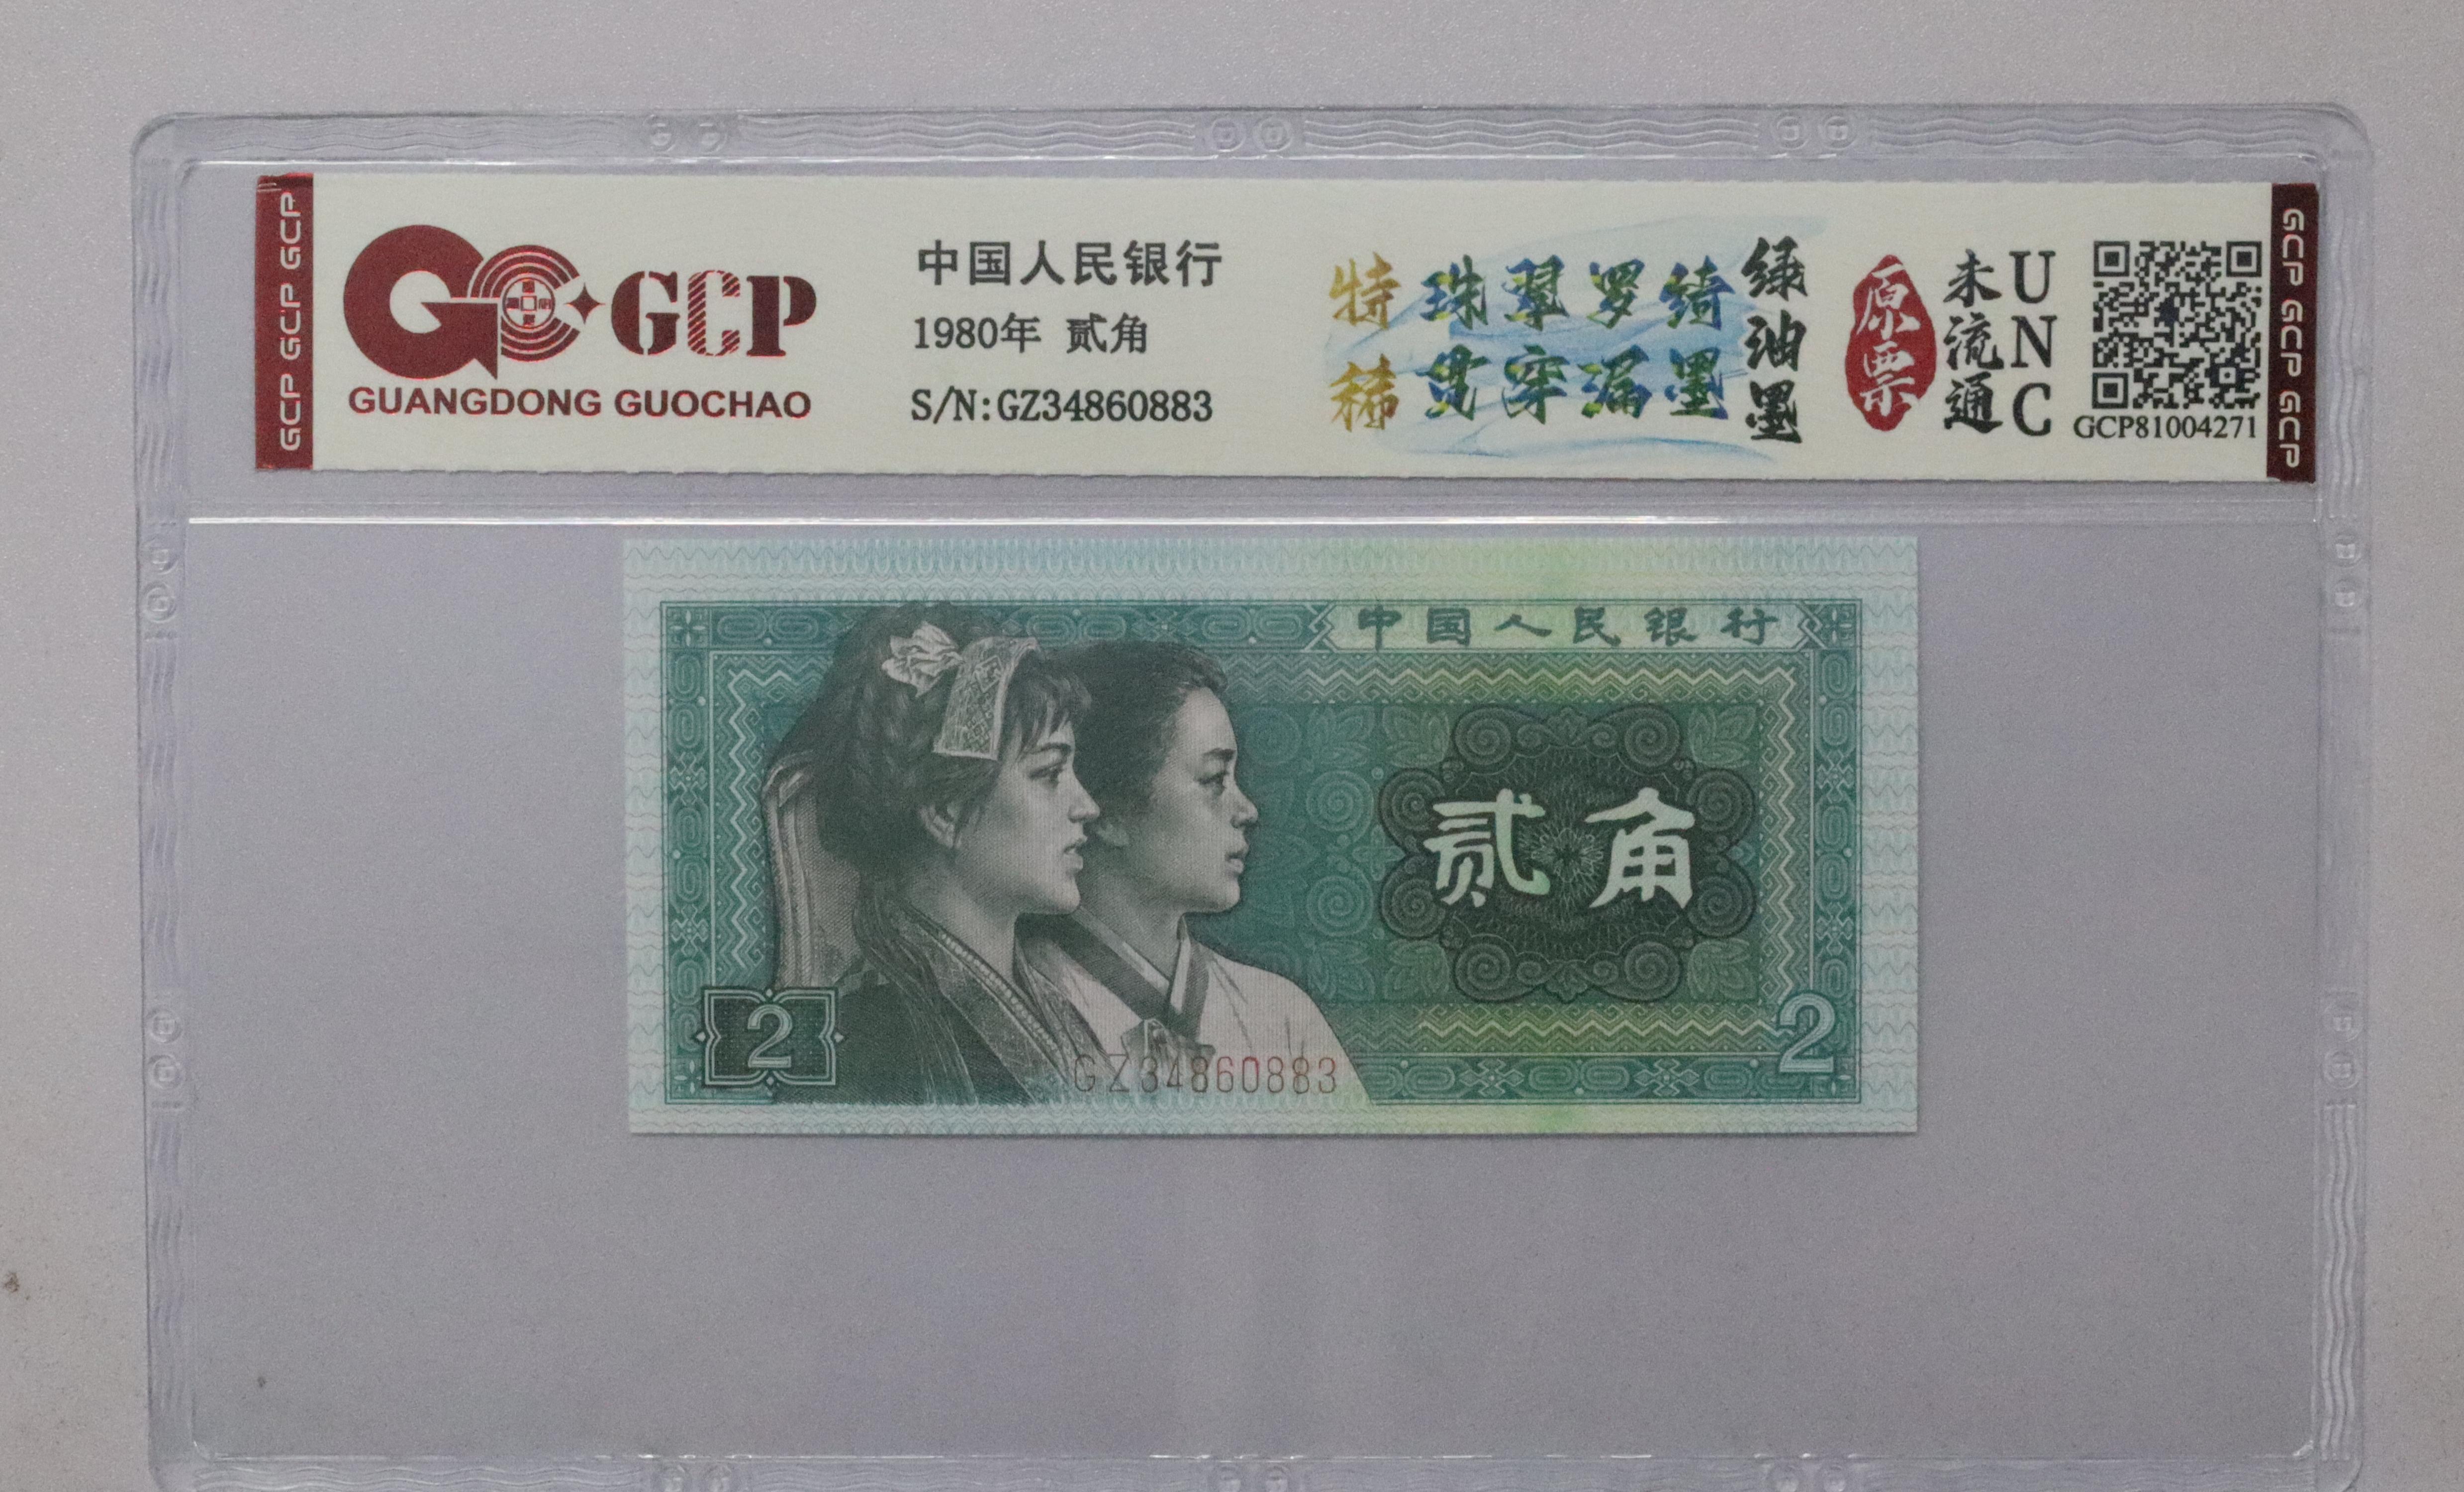 GCP GCP GCP
GCP
GUANGDONG GUOCHAO
中国人民银行
1980年 贰角
S/N:GZ34860883
特稀
珠翠罗绮
贯穿漏墨
绿油墨
原票
未流通
UNC
GCP81004271
GCP GCP GCP
中国人民银行
贰角
2
GZ34860883
2